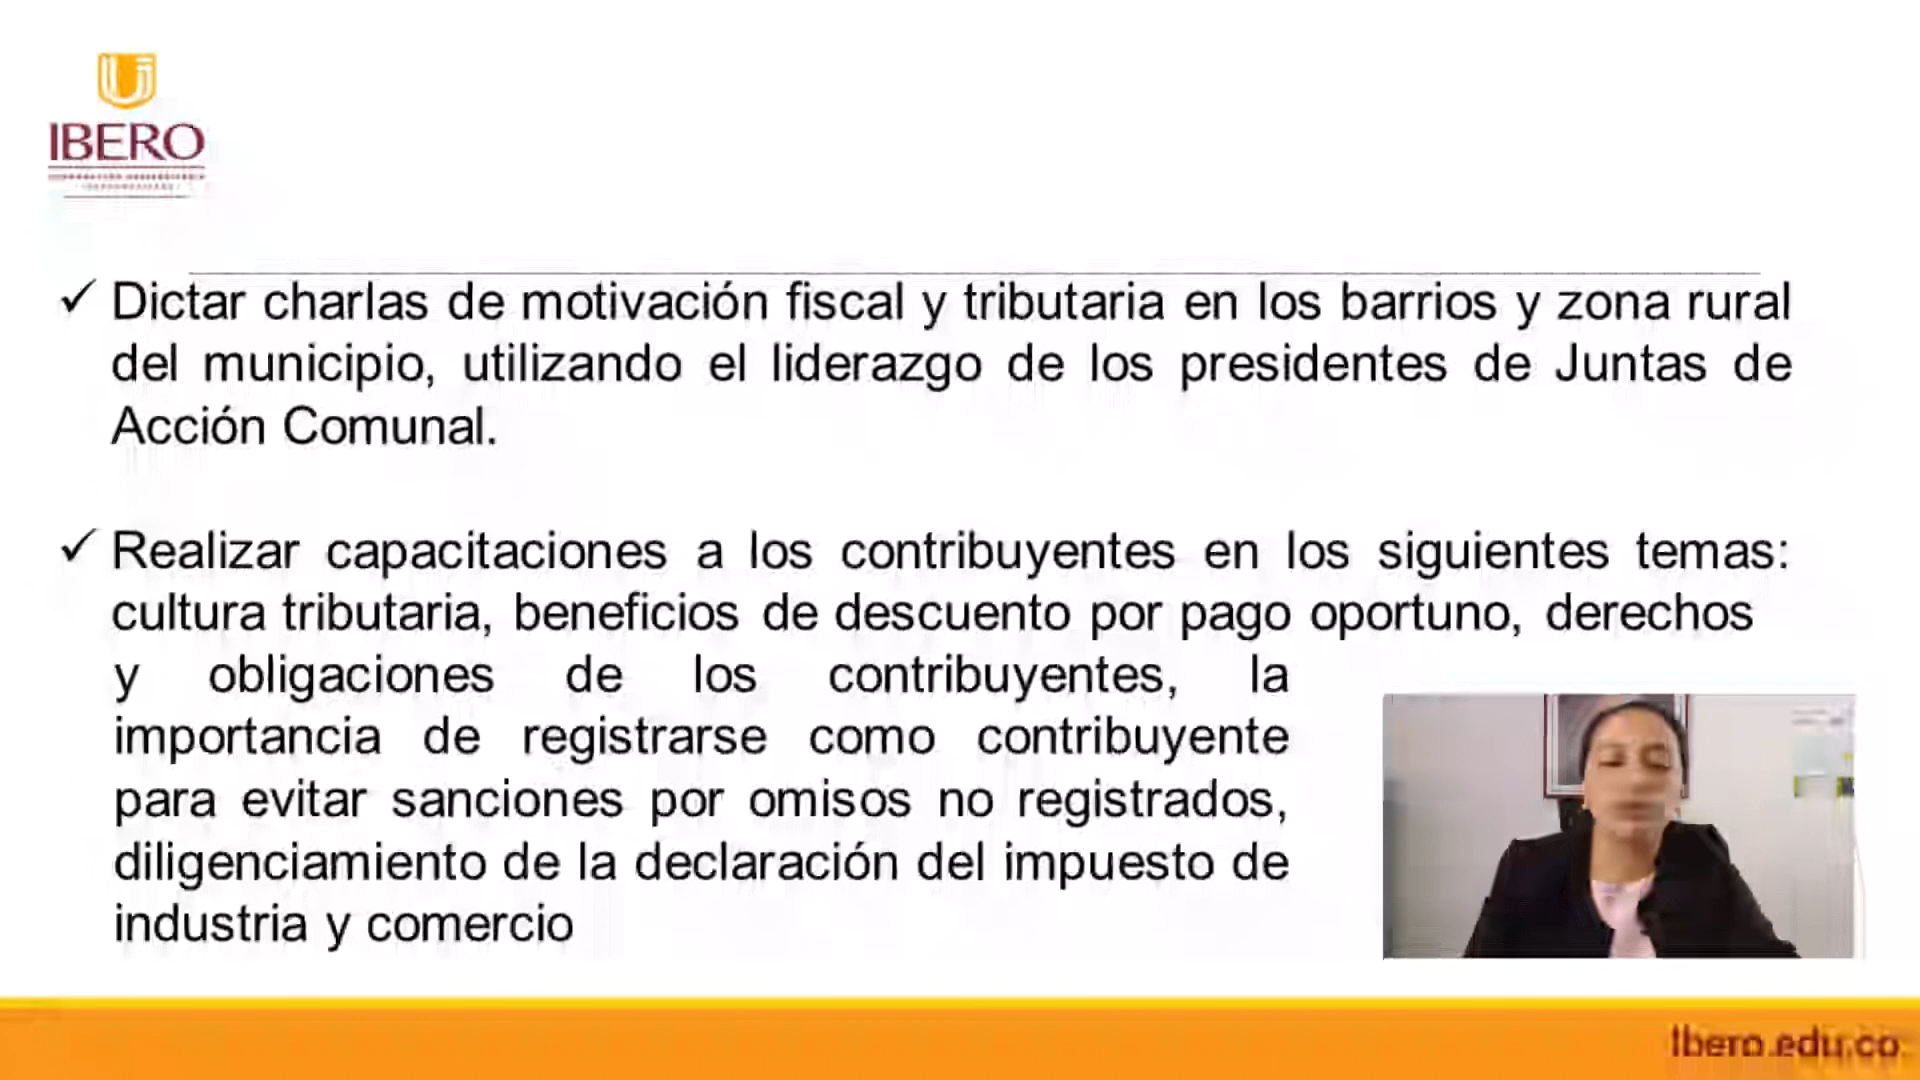 IBERO
✓ Dictar charlas de motivación fiscal y tributaria en los barrios y zona rural
del municipio, utilizando el liderazgo de los presidentes de Juntas de
Acción Comunal.
✓ Realizar capacitaciones a los contribuyentes en los siguientes temas:
cultura tributaria, beneficios de descuento por pago oportuno, derechos
y obligaciones de los contribuyentes, la
importancia de registrarse como contribuyente
para evitar sanciones por omisos no registrados,
diligenciamiento de la declaración del impuesto de
industria y comercio
Ibero.edu.co